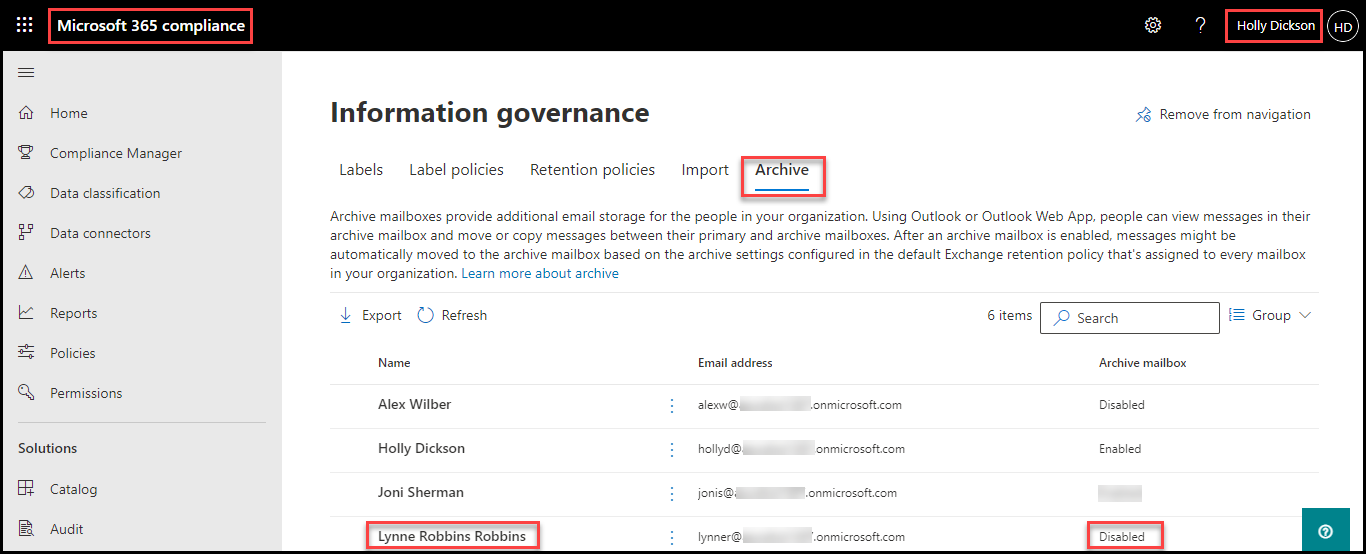 Microsoft 365 compliance
Holly Dickson
HD
Home
Compliance Manager
Data classification
Data connectors
Alerts
Reports
Policies
Permissions
Solutions
Catalog
Audit
Information governance
Remove from navigation
Labels Label policies Retention policies Import Archive
Archive mailboxes provide additional email storage for the people in your organization. Using Outlook or Outlook Web App, people can view messages in their
archive mailbox and move or copy messages between their primary and archive mailboxes. After an archive mailbox is enabled, messages might be
automatically moved to the archive mailbox based on the archive settings configured in the default Exchange retention policy that's assigned to every mailbox
in your organization. Learn more about archive
Export Refresh 6 items Search Group
Name Email address Archive mailbox
Alex Wilber alexw@ .onmicrosoft.com Disabled
Holly Dickson hollyd@ .onmicrosoft.com Enabled
Joni Sherman jonis@ .onmicrosoft.com
Lynne Robbins Robbins lynner@ .onmicrosoft.com Disabled